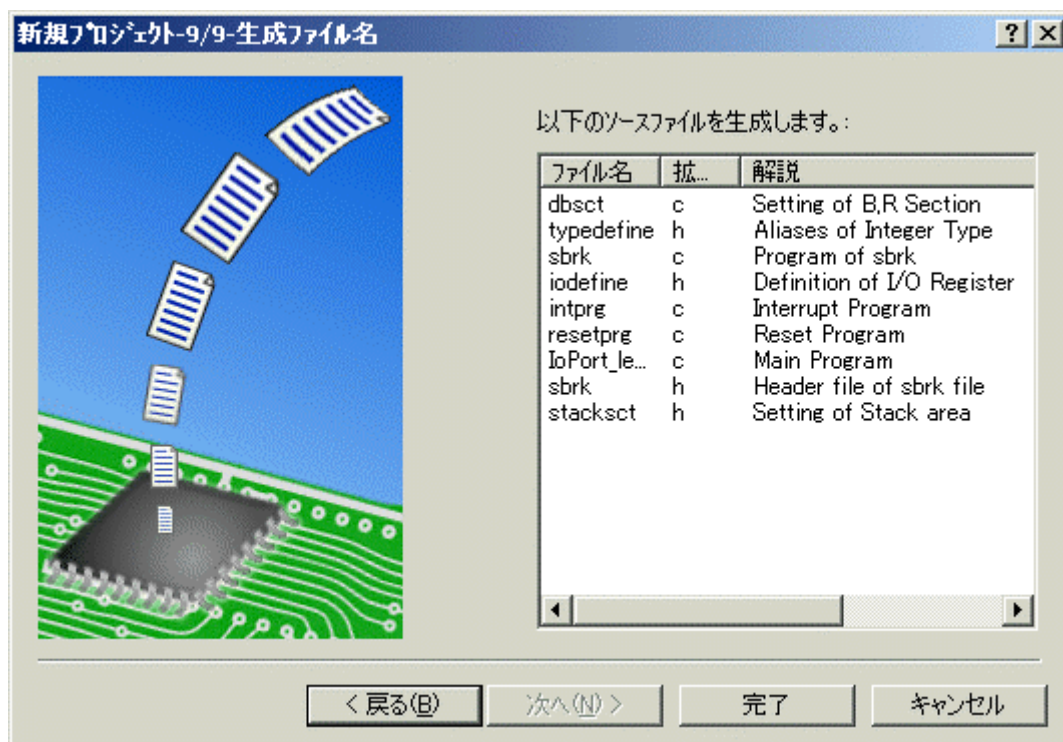 新規プロジェクト-9/9-生成ファイル名
以下のソースファイルを生成します。:
ファイル名 拡... 解説
dbsct c Setting of B,R Section
typedefine h Aliases of Integer Type
sbrk c Program of sbrk
iodefine h Definition of I/O Register
intprg c Interrupt Program
resetprg c Reset Program
IoPort_le... c Main Program
sbrk h Header file of sbrk file
stacksct h Setting of Stack area
< 戻る(B) 次へ(N) > 完了 キャンセル